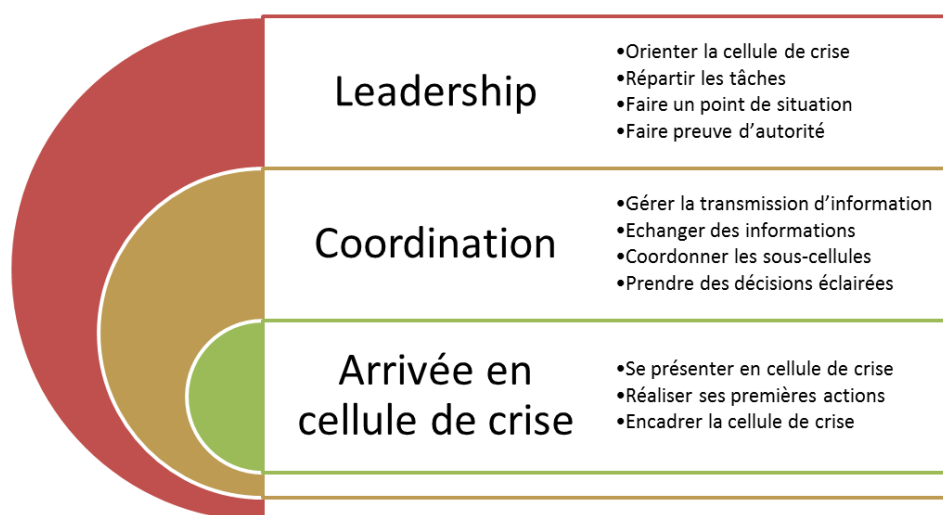 Leadership
•Orienter la cellule de crise
•Répartir les tâches
•Faire un point de situation
•Faire preuve d'autorité
Coordination
•Gérer la transmission d'information
•Echanger des informations
•Coordonner les sous-cellules
•Prendre des décisions éclairées
Arrivée en
cellule de crise
•Se présenter en cellule de crise
•Réaliser ses premières actions
•Encadrer la cellule de crise